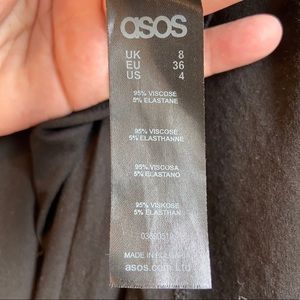 asos
UK 8
EU 36
US 4
95% VISCOSE
5% ELASTANE
95% VISCOSE
5% ELASTHANNE
95% VISCOSA
5% ELASTANO
95% VISKOSE
5% ELASTHAN
MADE IN
asos.com Ltd